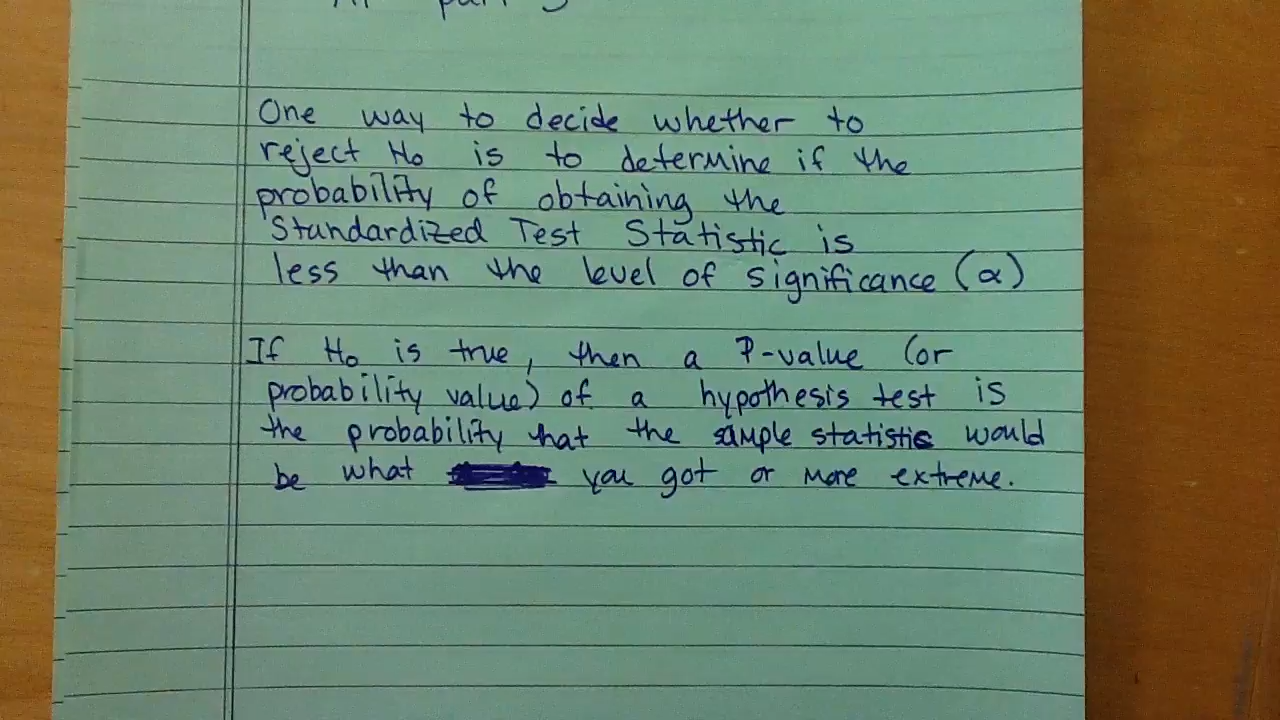 One way to decide whether to
reject H₀ is to determine if the
probability of obtaining the
Standardized Test Statistic is
less than the level of significance (α)
If H₀ is true, then a P-value (or
probability value) of a hypothesis test is
the probability that the sample statistic would
be what you got or more extreme.